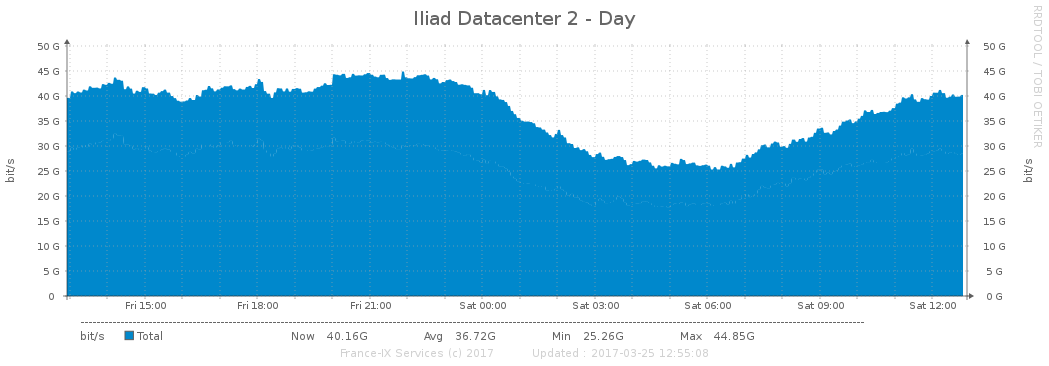 Iliad Datacenter 2 - Day
RRDTOOL / TOBI OETIKER
50 G 50 G
45 G 45 G
40 G 40 G
35 G 35 G
30 G 30 G
25 G 25 G
20 G 20 G
15 G 15 G
10 G 10 G
5 G 5 G
0 0 G
bit/s bit/s
Fri 15:00 Fri 18:00 Fri 21:00 Sat 00:00 Sat 03:00 Sat 06:00 Sat 09:00 Sat 12:00
bit/s Total Now 40.16G Avg 36.72G Min 25.26G Max 44.85G
France-IX Services (c) 2017 Updated : 2017-03-25 12:55:08